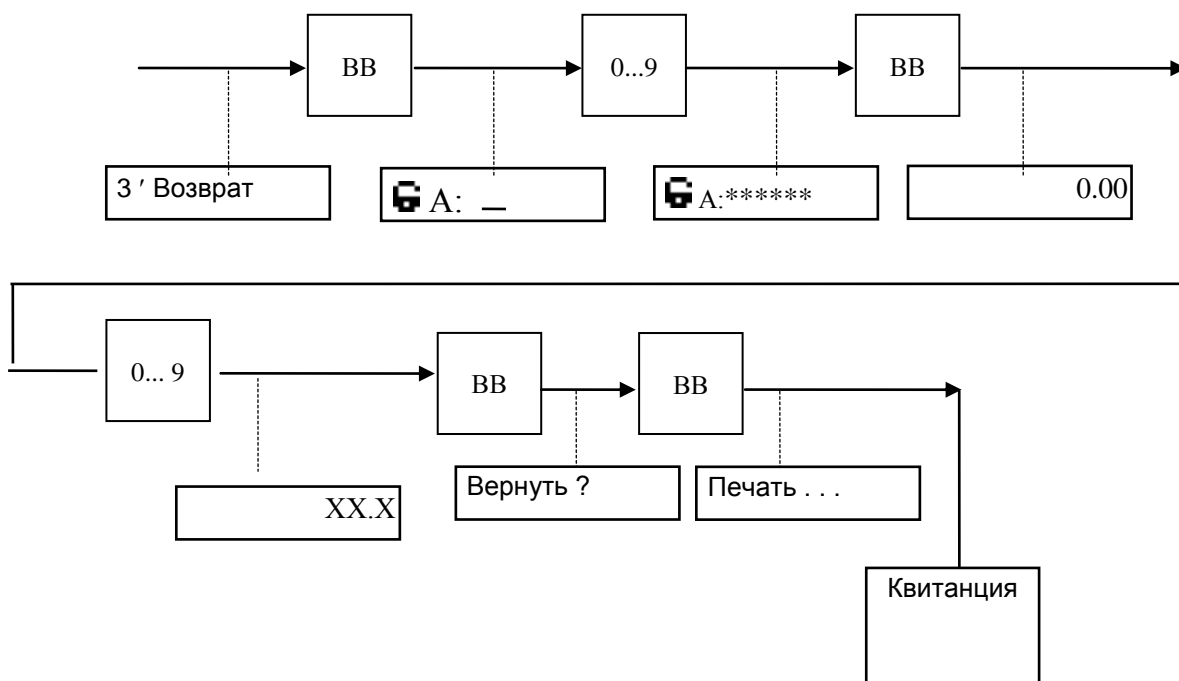 ВВ
0...9
ВВ
3 ′ Возврат
А: _
А:******
0.00
0... 9
ВВ
ВВ
XX.X
Вернуть ?
Печать . . .
Квитанция